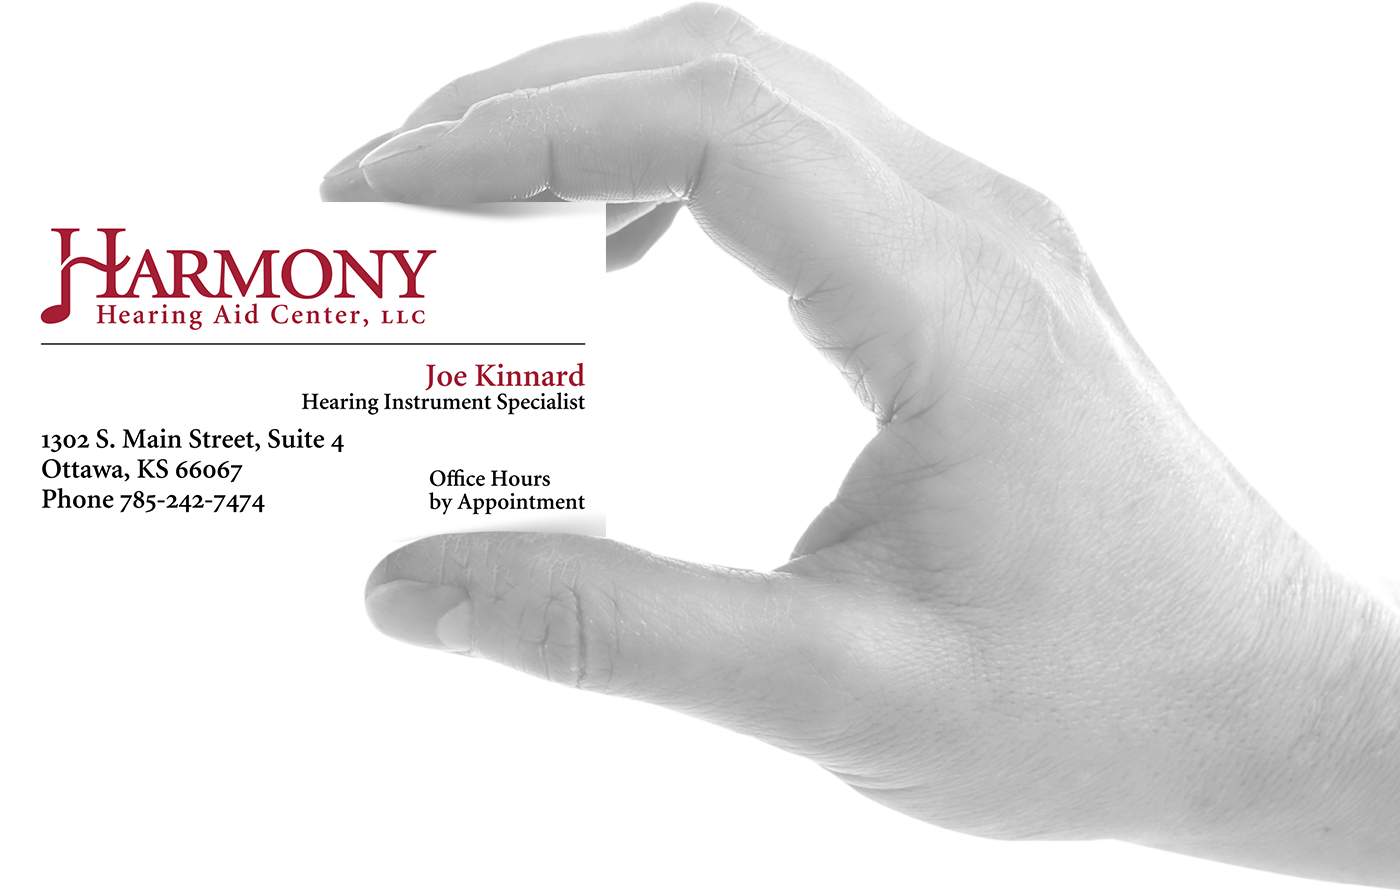 HARMONY
Hearing Aid Center, LLC
Joe Kinnard
Hearing Instrument Specialist
1302 S. Main Street, Suite 4
Ottawa, KS 66067
Phone 785-242-7474
Office Hours
by Appointment